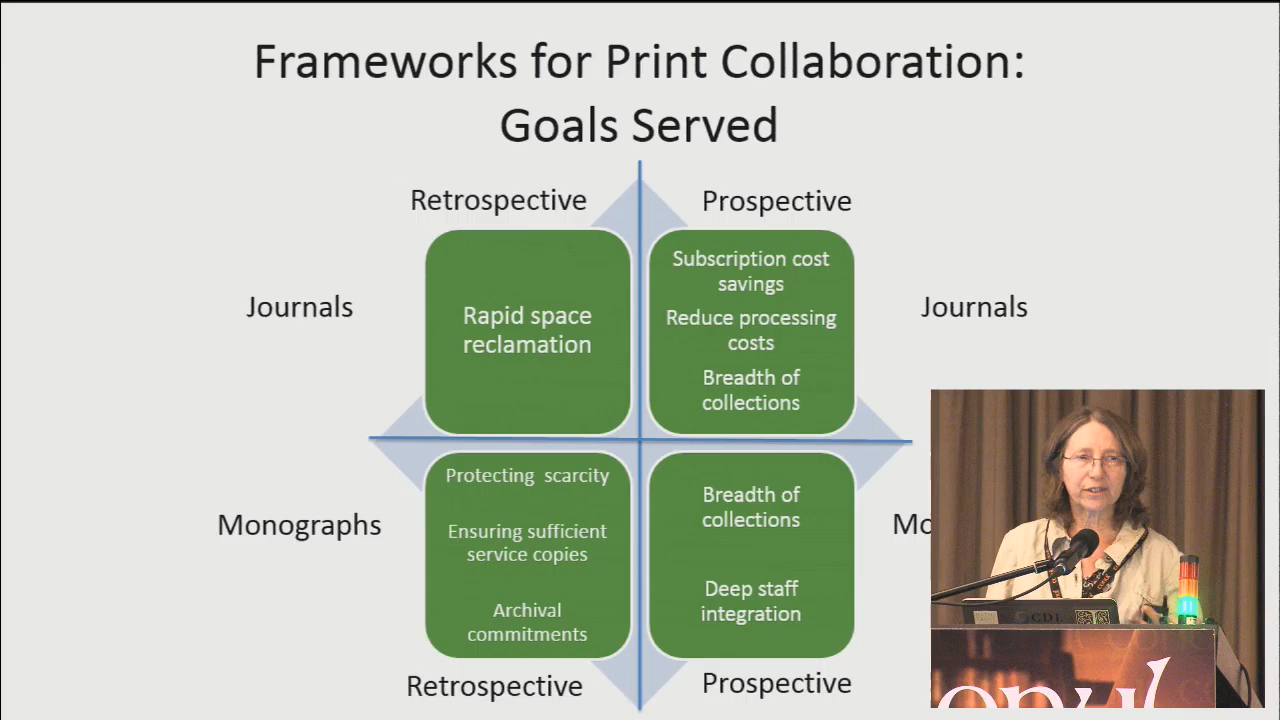 Frameworks for Print Collaboration:
Goals Served
Retrospective
Prospective
Journals
Rapid space
reclamation
Subscription cost
savings
Reduce processing
costs
Breadth of
collections
Journals
Monographs
Protecting scarcity
Ensuring sufficient
service copies
Archival
commitments
Breadth of
collections
Deep staff
integration
Mo
Retrospective
Prospective
CDL